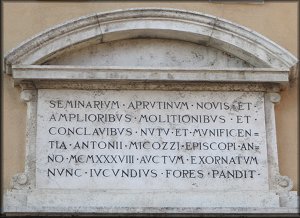 SEMINARIVM · APRVTINVM · NOVIS · ET
AMPLIORIBVS · MOLITIONIBVS · ET
CONCLAVIBVS · NVTV · ET · MVNIFICEN=
TIA · ANTONII · MICOZZI · EPISCOPI · AN=
NO · MCMXXXVIII · AVCTVM · EXORNATVM
NVNC · IVCVNDIVS · FORES · PANDIT ·